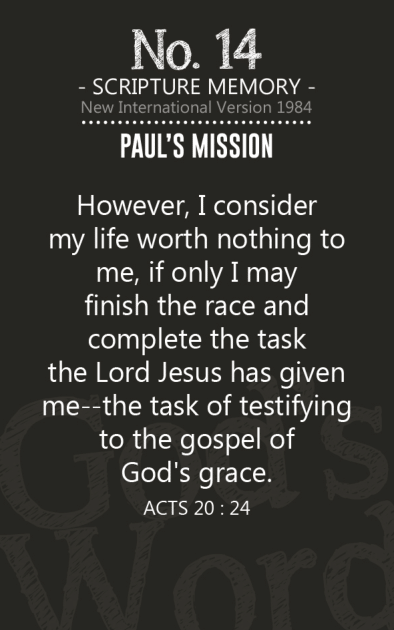 No. 14
- SCRIPTURE MEMORY -
New International Version 1984
PAUL'S MISSION
However, I consider
my life worth nothing to
me, if only I may
finish the race and
complete the task
the Lord Jesus has given
me--the task of testifying
to the gospel of
God's grace.
ACTS 20 : 24
God's
Word